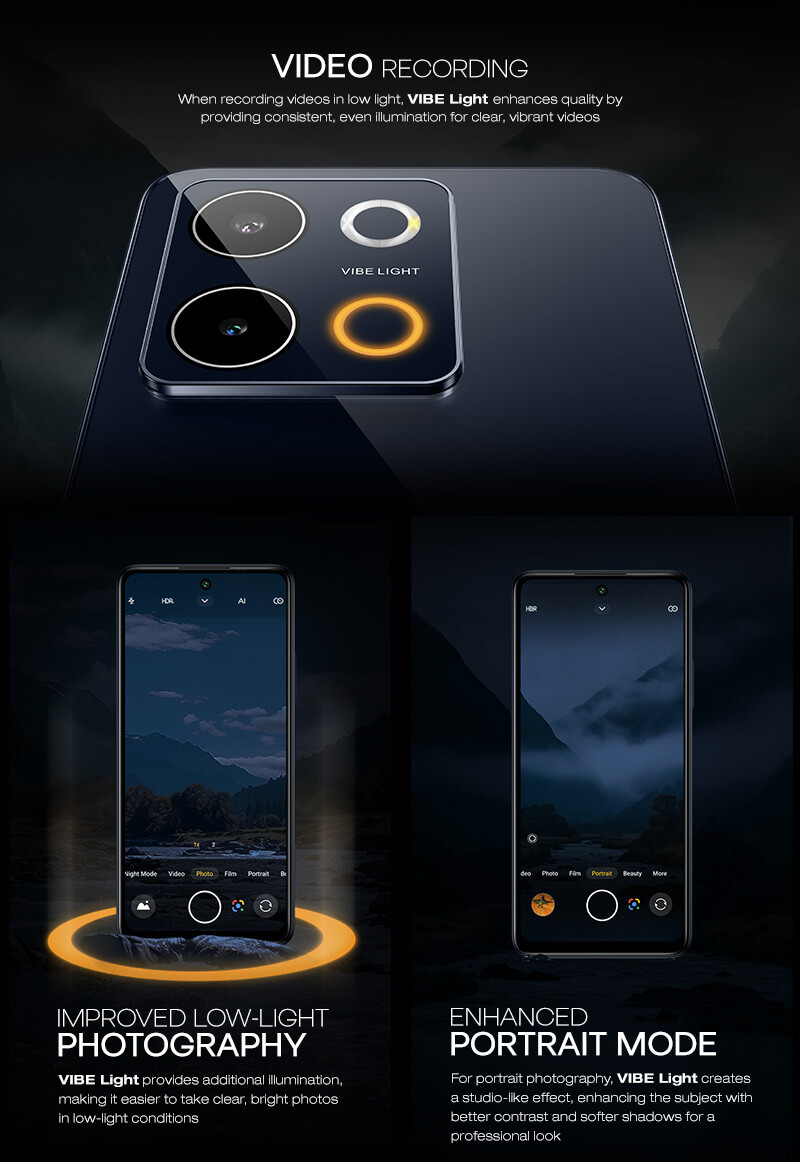 VIDEO RECORDING
When recording videos in low light, VIBE Light enhances quality by
providing consistent, even illumination for clear, vibrant videos
VIBE LIGHT
HDR AI
HDR
1x 2
Night Mode Video Photo Film Portrait Be
deo Photo Film Portrait Beauty More
IMPROVED LOW-LIGHT
PHOTOGRAPHY
VIBE Light provides additional illumination,
making it easier to take clear, bright photos
in low-light conditions
ENHANCED
PORTRAIT MODE
For portrait photography, VIBE Light creates
a studio-like effect, enhancing the subject with
better contrast and softer shadows for a
professional look